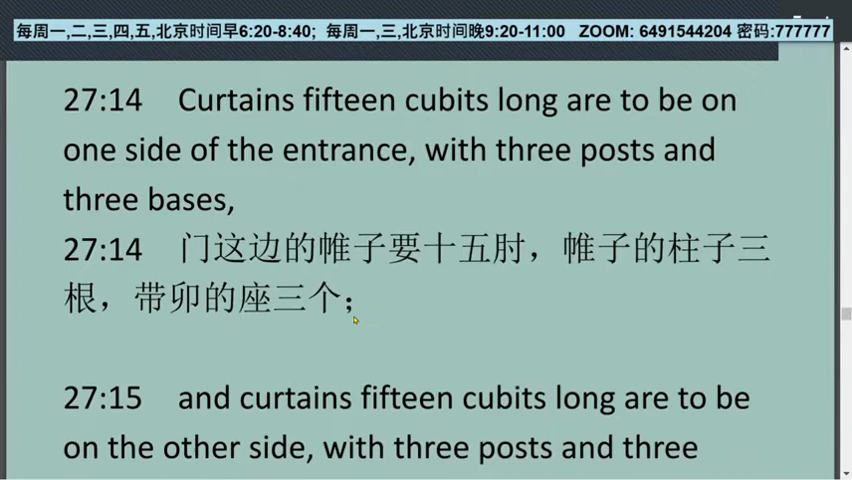 每周一,二,三,四,五,北京时间早6:20-8:40; 每周一,三,北京时间晚9:20-11:00 ZOOM: 6491544204 密码:777777
27:14 Curtains fifteen cubits long are to be on
one side of the entrance, with three posts and
three bases,
27:14 门这边的帷子要十五肘，帷子的柱子三
根，带卯的座三个；
27:15 and curtains fifteen cubits long are to be
on the other side, with three posts and three